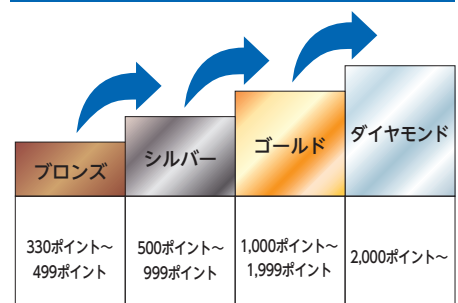 ブロンズ
シルバー
ゴールド
ダイヤモンド
330ポイント〜
499ポイント
500ポイント〜
999ポイント
1,000ポイント〜
1,999ポイント
2,000ポイント〜